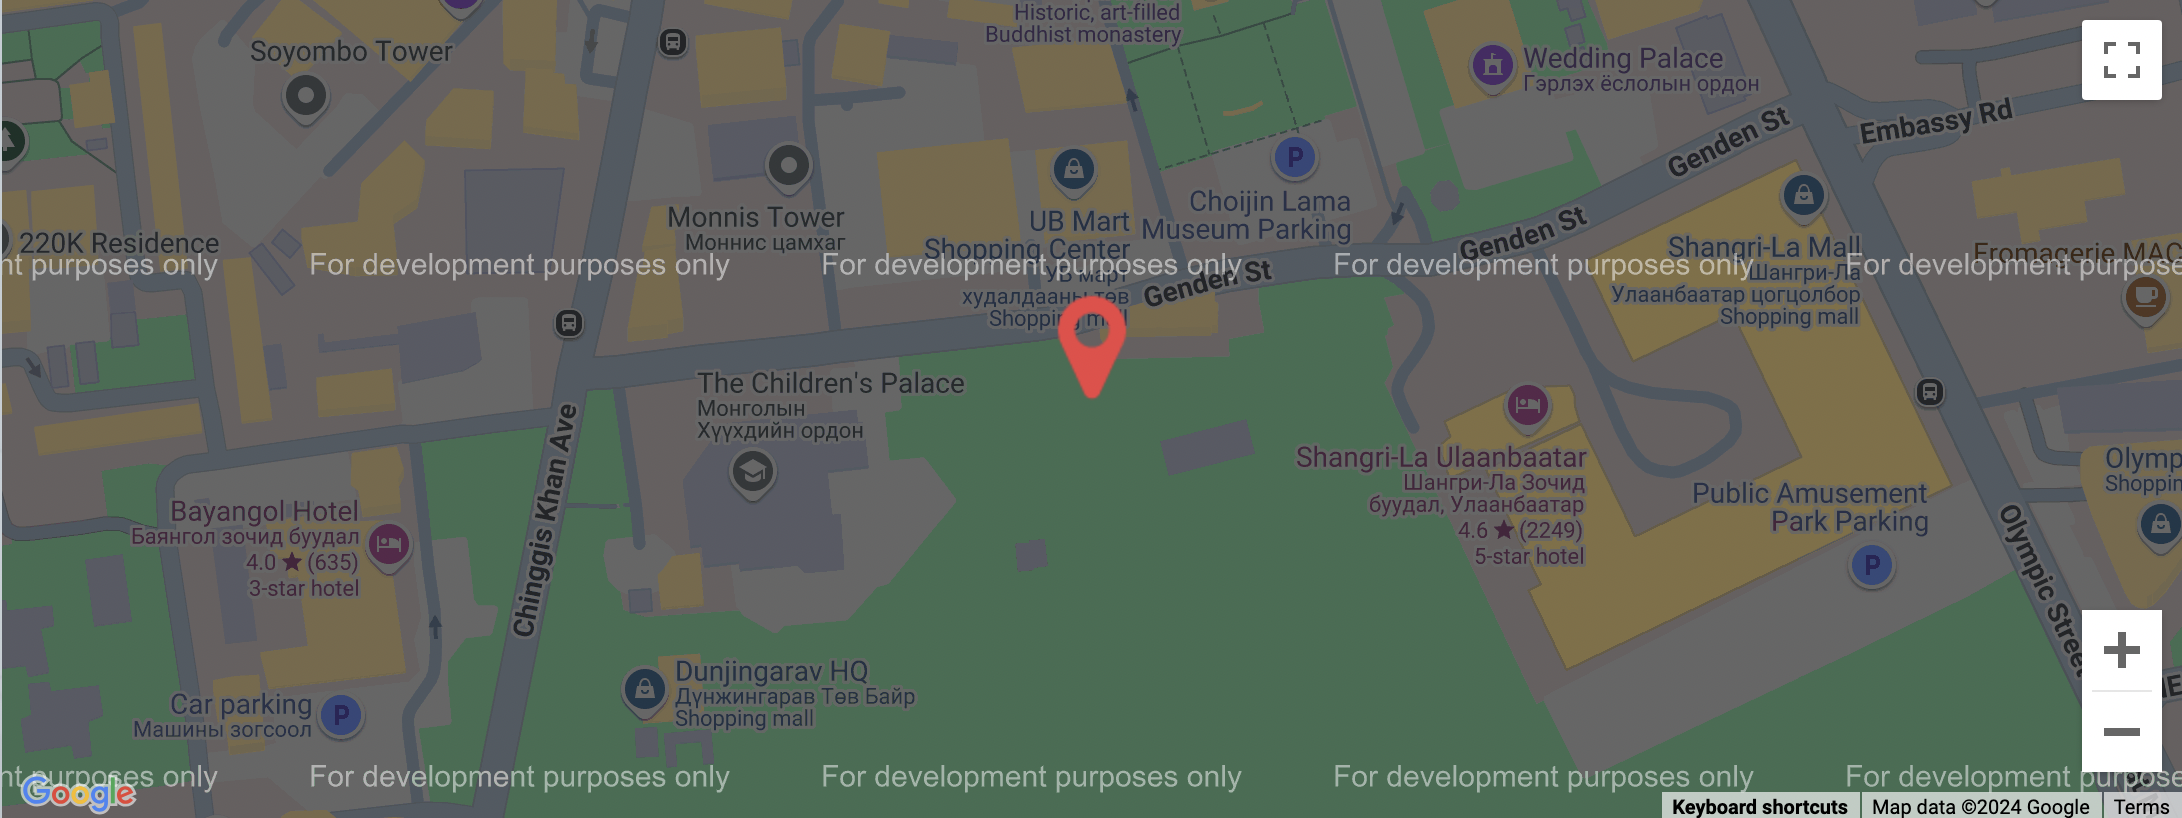 Historic, art-filled
Buddhist monastery
Soyombo Tower
Wedding Palace
Гэрлэх ёслолын ордон
Embassy Rd
Genden St
Monnis Tower
Моннис цамхаг
UB Mart
Shopping Center
УБ март
худалдааны төв
Shopping mall
Choijin Lama
Museum Parking
Genden St
Genden St
220K Residence
Shangri-La Mall
Шангри-Ла
Улаанбаатар цогцолбор
Shopping mall
Fromagerie MAC
nt purposes only
For development purposes only
For development purposes only
For development purposes only
For development purpose
The Children's Palace
Монголын
Хүүхдийн ордон
Chinggis Khan Ave
Shangri-La Ulaanbaatar
Шангри-Ла Зочид
буудал, Улаанбаатар
4.6 ★ (2249)
5-star hotel
Olymp
Shoppin
Public Amusement
Park Parking
Bayangol Hotel
Баянгол зочид буудал
4.0 ★ (635)
3-star hotel
Olympic Street
Dunjingarav HQ
Дүнжингарав Төв Байр
Shopping mall
Car parking
Машины зогсоол
nt purposes only
For development purposes only
For development purposes only
For development purposes only
For development purpose
Google
Keyboard shortcuts
Map data ©2024 Google
Terms